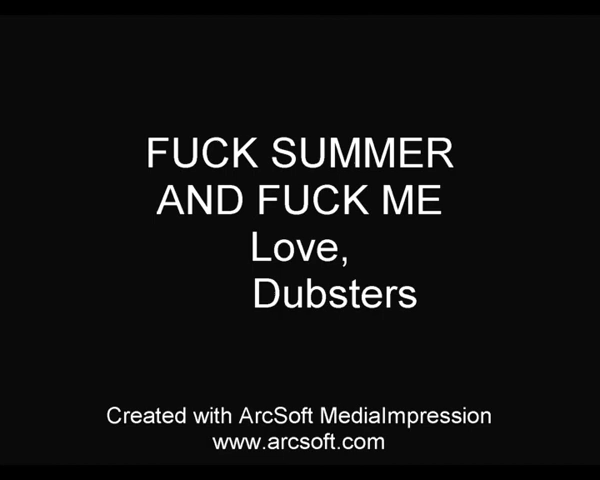 FUCK SUMMER
AND FUCK ME
Love,
Dubsters
Created with ArcSoft MediaImpression
www.arcsoft.com